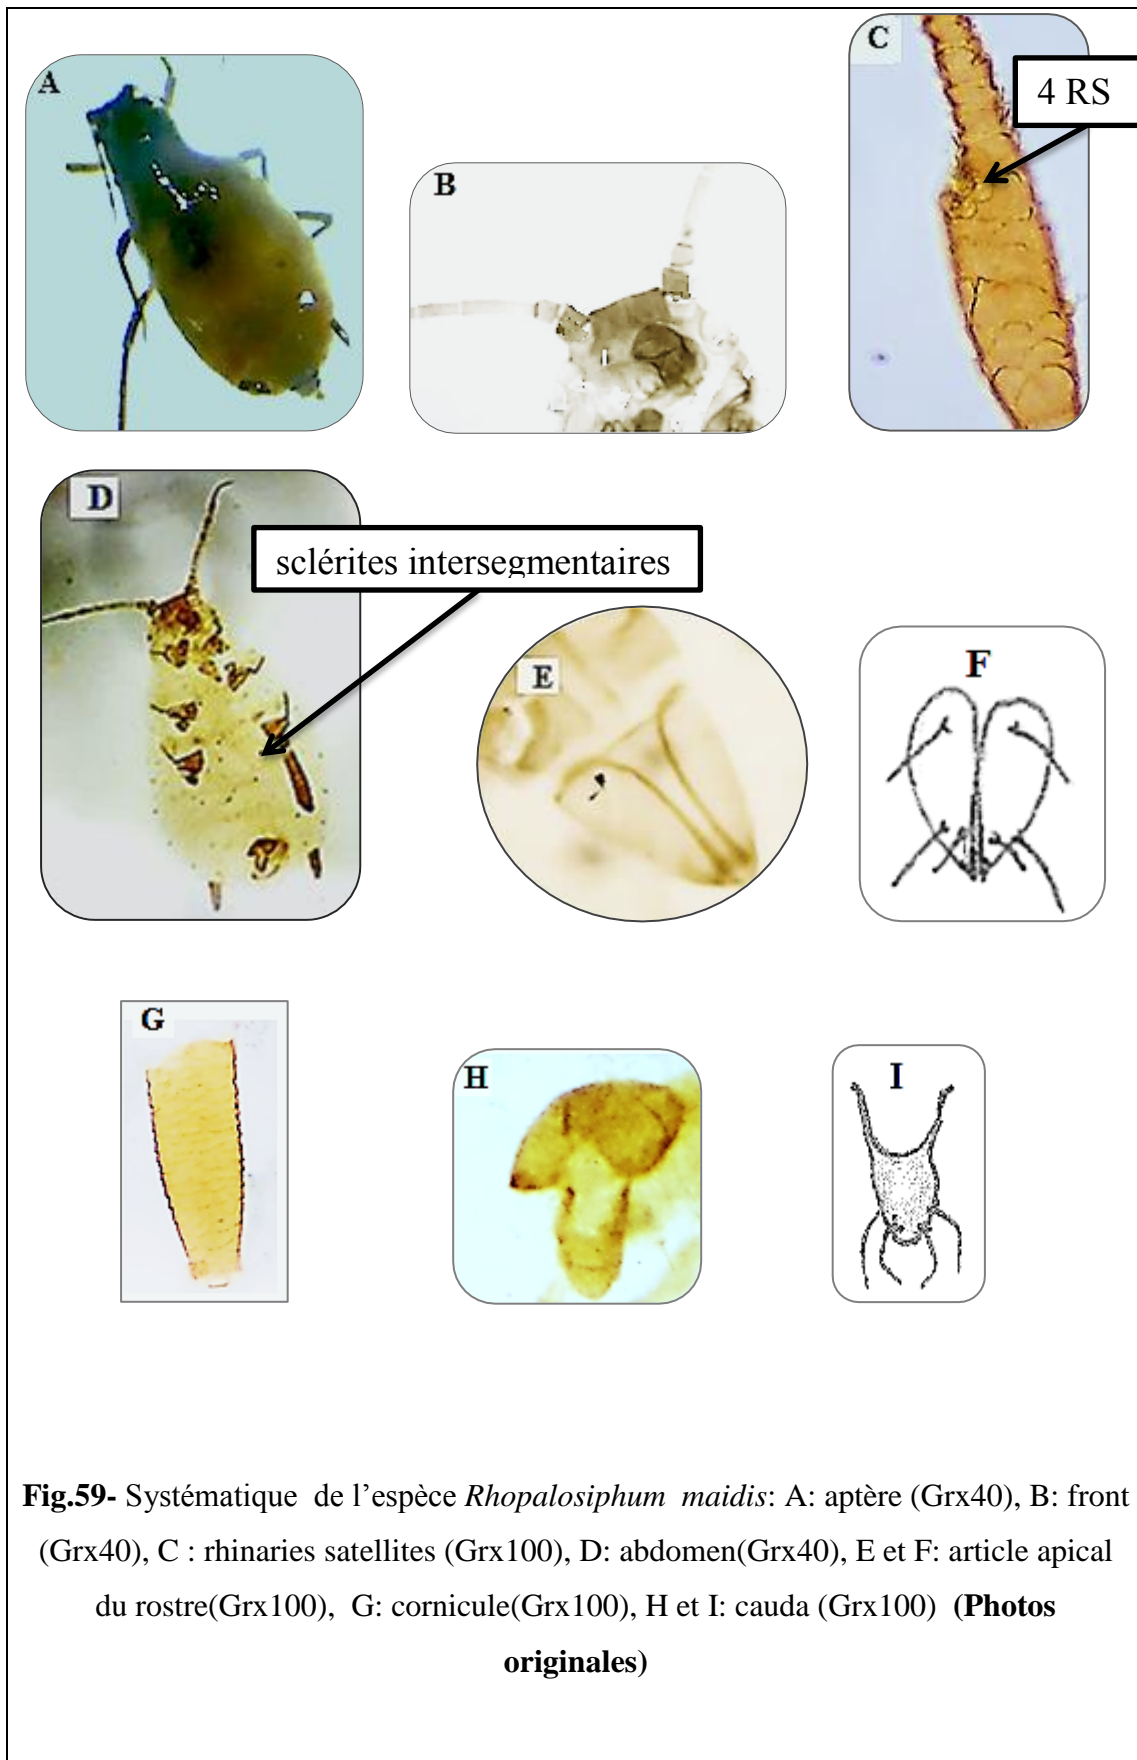 A
B
C
4 RS
D
sclérites intersegmentaires
E
F
G
H
I
Fig.59- Systématique de l'espèce Rhopalosiphum maidis: A: aptère (Grx40), B: front
(Grx40), C : rhinaries satellites (Grx100), D: abdomen(Grx40), E et F: article apical
du rostre(Grx100), G: cornicule(Grx100), H et I: cauda (Grx100) (Photos
originales)